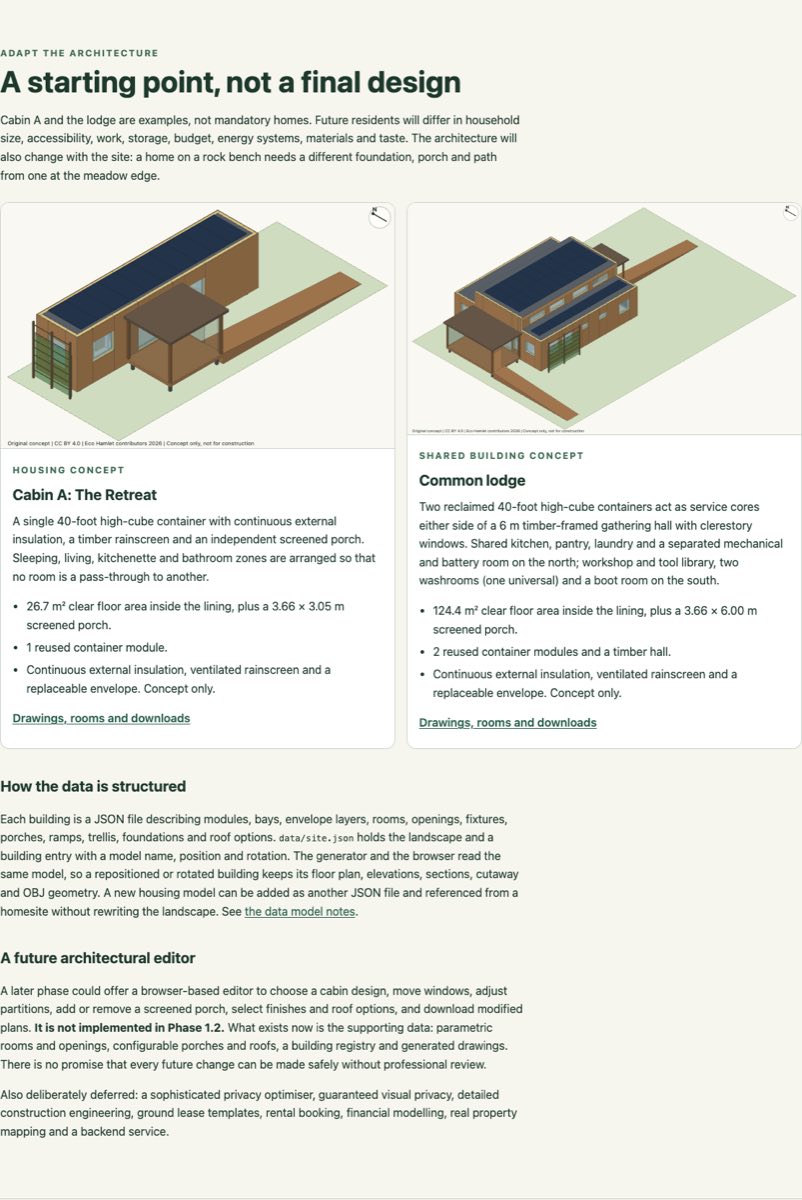 ADAPT THE ARCHITECTURE
A starting point, not a final design
Cabin A and the lodge are examples, not mandatory homes. Future residents will differ in household
size, accessibility, work, storage, budget, energy systems, materials and taste. The architecture will
also change with the site: a home on a rock bench needs a different foundation, porch and path
from one at the meadow edge.
N
Original concept | CC BY 4.0 | Eco Hamlet contributors 2026 | Concept only, not for construction
HOUSING CONCEPT
Cabin A: The Retreat
A single 40-foot high-cube container with continuous external
insulation, a timber rainscreen and an independent screened porch.
Sleeping, living, kitchenette and bathroom zones are arranged so that
no room is a pass-through to another.
• 26.7 m² clear floor area inside the lining, plus a 3.66 × 3.05 m
screened porch.
• 1 reused container module.
• Continuous external insulation, ventilated rainscreen and a
replaceable envelope. Concept only.
Drawings, rooms and downloads
N
Original concept | CC BY 4.0 | Eco Hamlet contributors 2026 | Concept only, not for construction
SHARED BUILDING CONCEPT
Common lodge
Two reclaimed 40-foot high-cube containers act as service cores
either side of a 6 m timber-framed gathering hall with clerestory
windows. Shared kitchen, pantry, laundry and a separated mechanical
and battery room on the north; workshop and tool library, two
washrooms (one universal) and a boot room on the south.
• 124.4 m² clear floor area inside the lining, plus a 3.66 × 6.00 m
screened porch.
• 2 reused container modules and a timber hall.
• Continuous external insulation, ventilated rainscreen and a
replaceable envelope. Concept only.
Drawings, rooms and downloads
How the data is structured
Each building is a JSON file describing modules, bays, envelope layers, rooms, openings, fixtures,
porches, ramps, trellis, foundations and roof options. data/site.json holds the landscape and a
building entry with a model name, position and rotation. The generator and the browser read the
same model, so a repositioned or rotated building keeps its floor plan, elevations, sections, cutaway
and OBJ geometry. A new housing model can be added as another JSON file and referenced from a
homesite without rewriting the landscape. See the data model notes.
A future architectural editor
A later phase could offer a browser-based editor to choose a cabin design, move windows, adjust
partitions, add or remove a screened porch, select finishes and roof options, and download modified
plans. It is not implemented in Phase 1.2. What exists now is the supporting data: parametric
rooms and openings, configurable porches and roofs, a building registry and generated drawings.
There is no promise that every future change can be made safely without professional review.
Also deliberately deferred: a sophisticated privacy optimiser, guaranteed visual privacy, detailed
construction engineering, ground lease templates, rental booking, financial modelling, real property
mapping and a backend service.